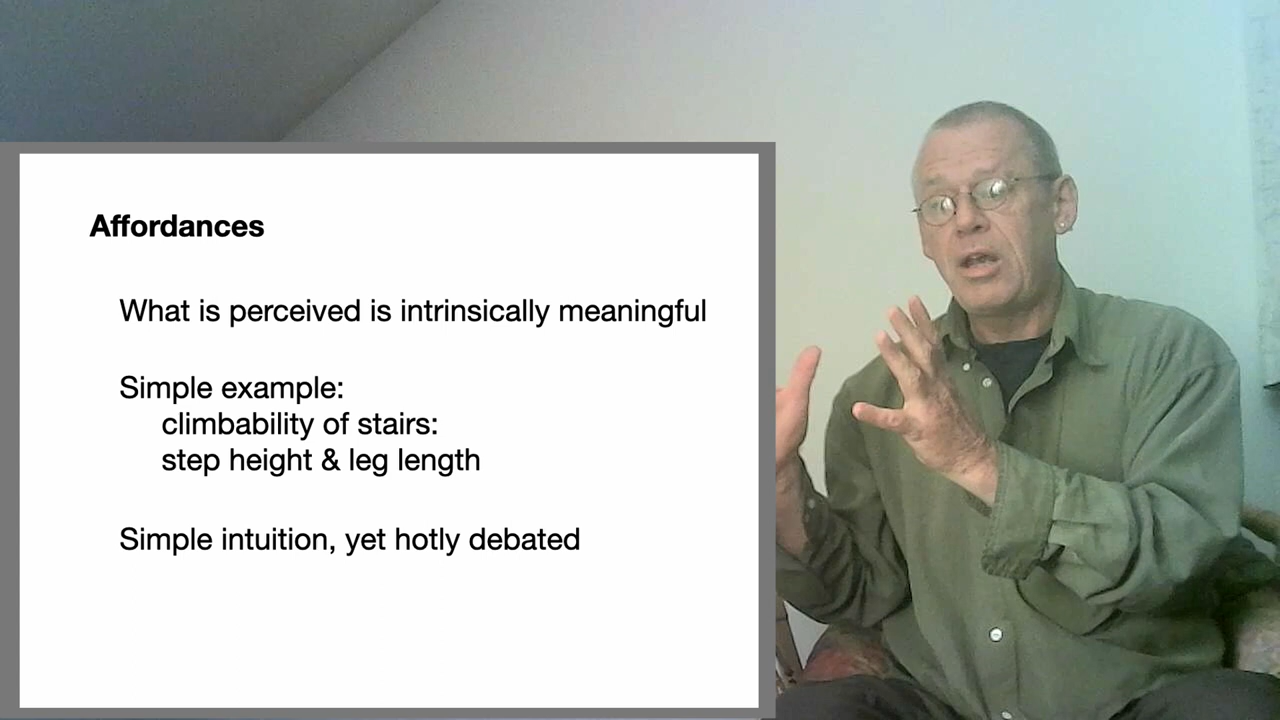 Affordances
What is perceived is intrinsically meaningful
Simple example:
climbability of stairs:
step height & leg length
Simple intuition, yet hotly debated